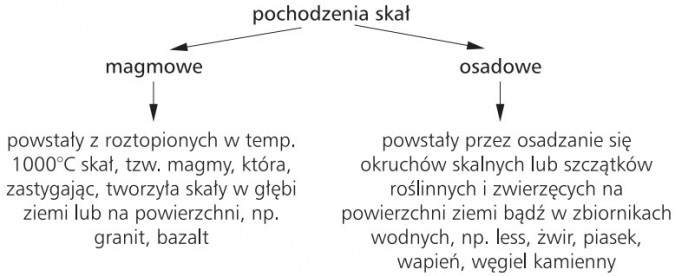 pochodzenia skał
magmowe
osadowe
powstały z roztopionych w temp.
1000°C skał, tzw. magmy, która,
zastygając, tworzyła skały w głębi
ziemi lub na powierzchni, np.
granit, bazalt
powstały przez osadzanie się
okruchów skalnych lub szczątków
roślinnych i zwierzęcych na
powierzchni ziemi bądź w zbiornikach
wodnych, np. less, żwir, piasek,
wapień, węgiel kamienny